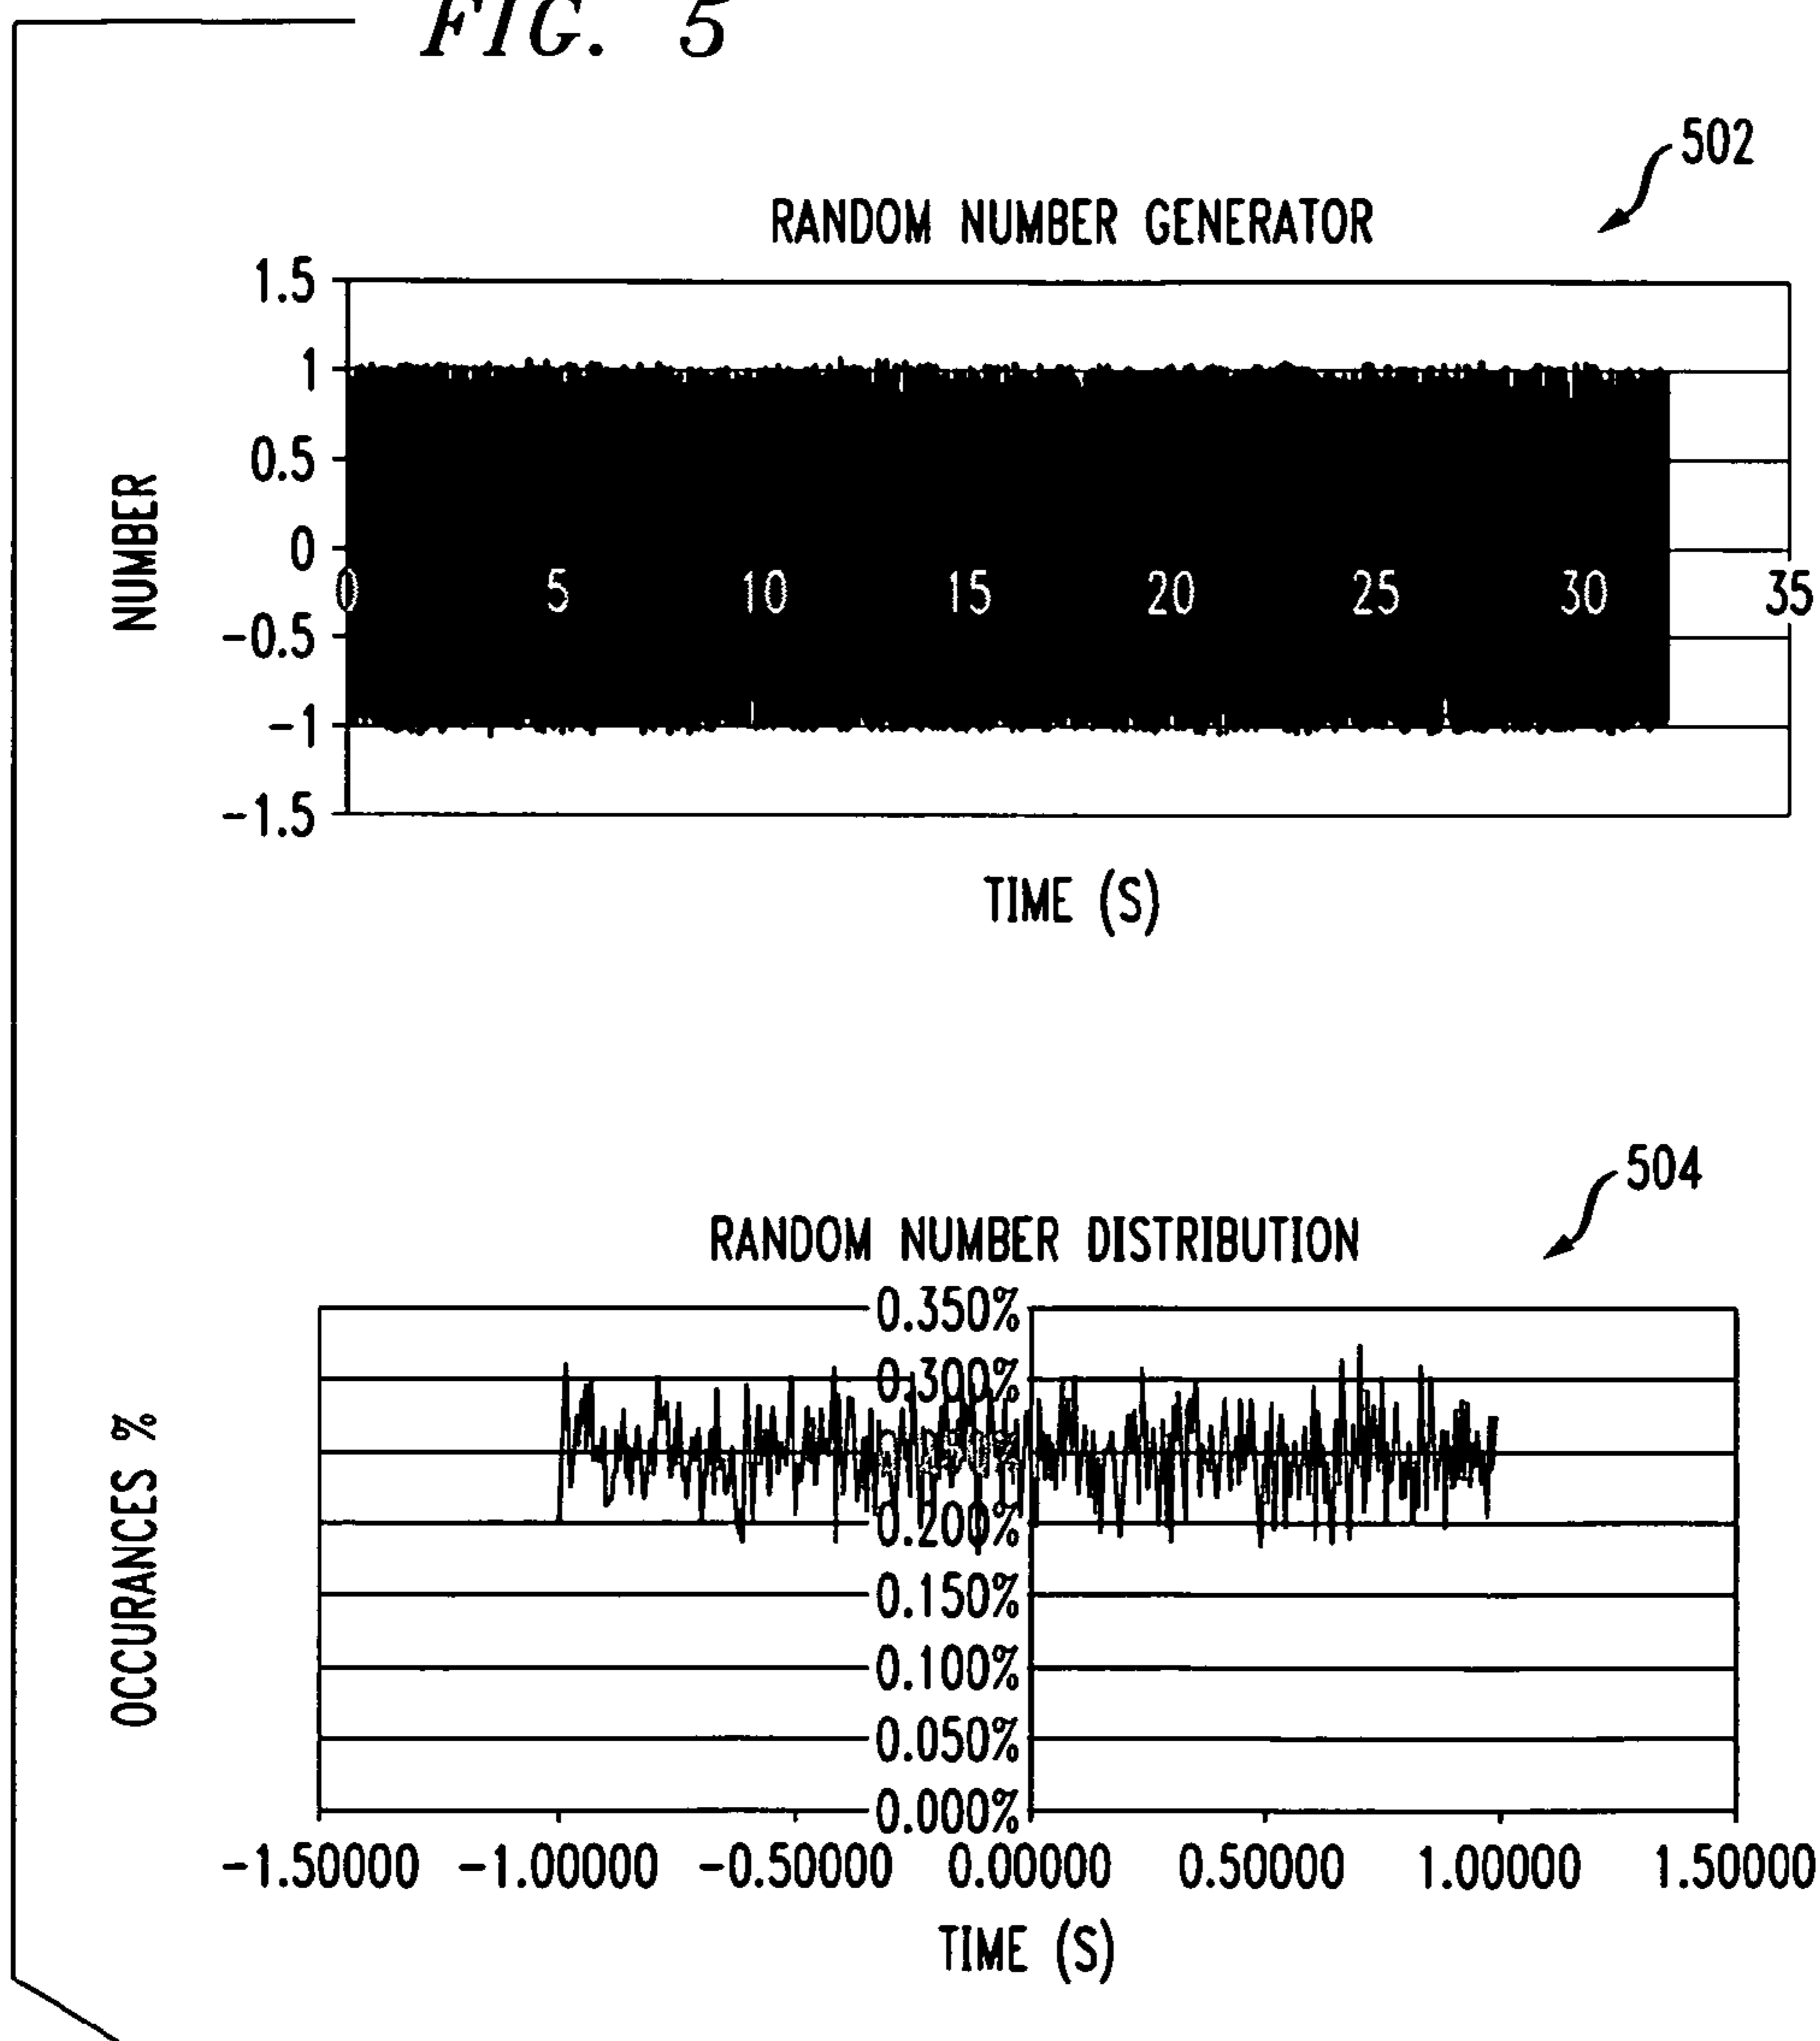 FIG. 5
502
RANDOM NUMBER GENERATOR
1.5
1
0.5
0
-0.5
-1
-1.5
NUMBER
0 5 10 15 20 25 30 35
TIME (S)
504
RANDOM NUMBER DISTRIBUTION
0.350%
0.300%
0.200%
0.150%
0.100%
0.050%
0.000%
OCCURANCES %
-1.50000 -1.00000 -0.50000 0.00000 0.50000 1.00000 1.50000
TIME (S)